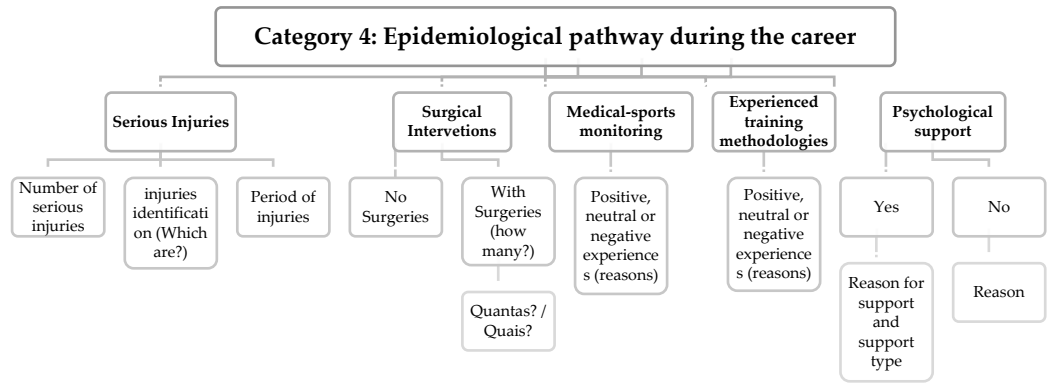 Category 4: Epidemiological pathway during the career
Serious Injuries
Surgical
Intervetions
Medical-sports
monitoring
Experienced
training
methodologies
Psychological
support
Number of
serious
injuries
injuries
identificati
on (Which
are?)
Period of
injuries
No
Surgeries
With
Surgeries
(how
many?)
Positive,
neutral or
negative
experience
s (reasons)
Positive,
neutral or
negative
experience
s (reasons)
Yes
No
Quantas? /
Quais?
Reason for
support
and
support
type
Reason